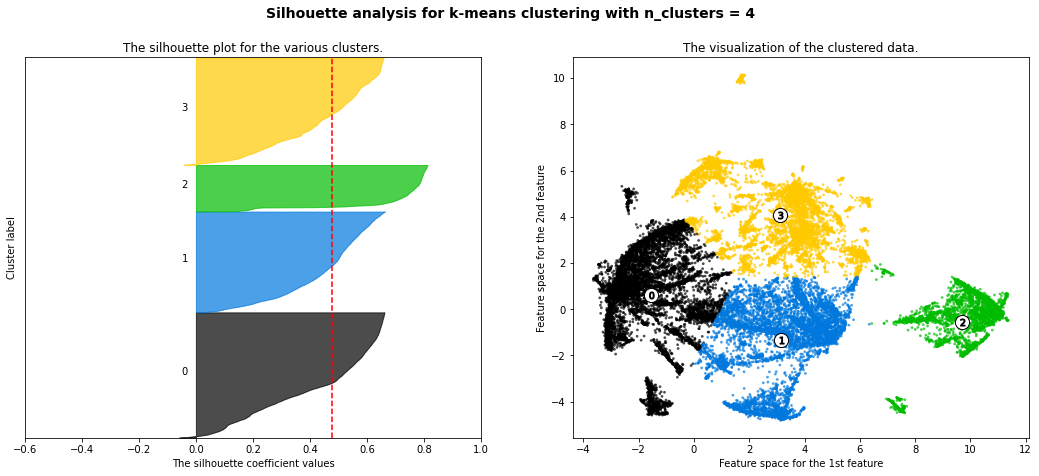 Silhouette analysis for k-means clustering with n_clusters = 4
The silhouette plot for the various clusters.
Cluster label
3
2
1
0
−0.6 −0.4 −0.2 0.0 0.2 0.4 0.6 0.8 1.0
The silhouette coefficient values
The visualization of the clustered data.
Feature space for the 2nd feature
10
8
6
4
2
0
−2
−4
3
0
2
1
−4 −2 0 2 4 6 8 10 12
Feature space for the 1st feature